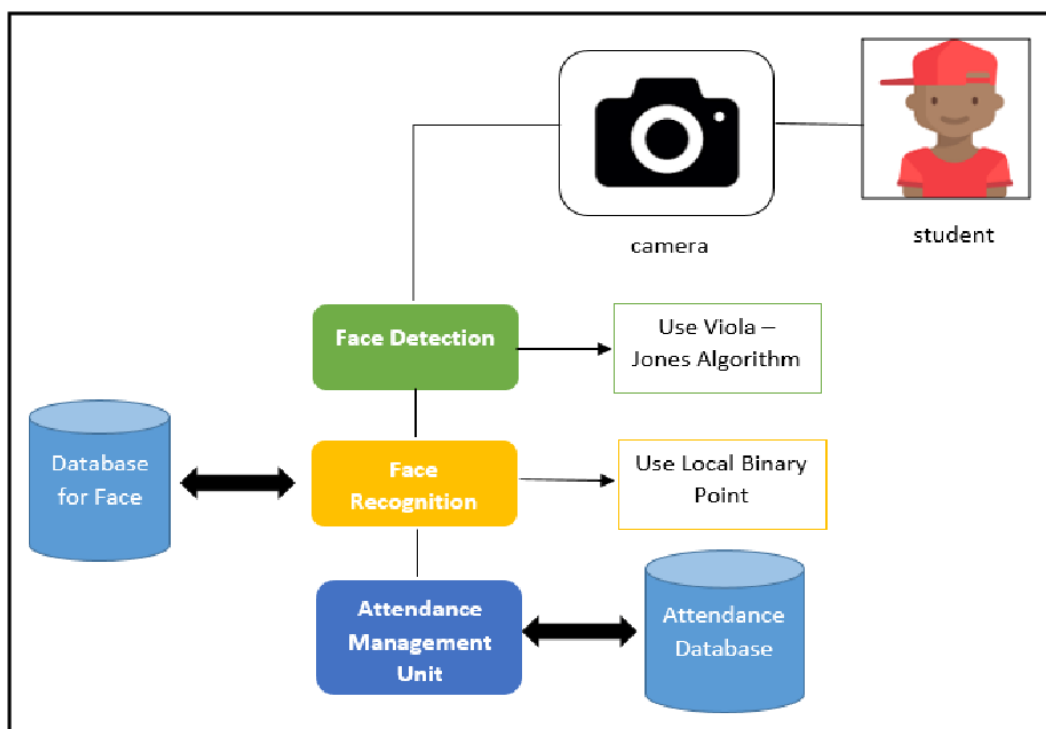 camera
student
Face Detection
Use Viola –
Jones Algorithm
Database
for Face
Face
Recognition
Use Local Binary
Point
Attendance
Management
Unit
Attendance
Database